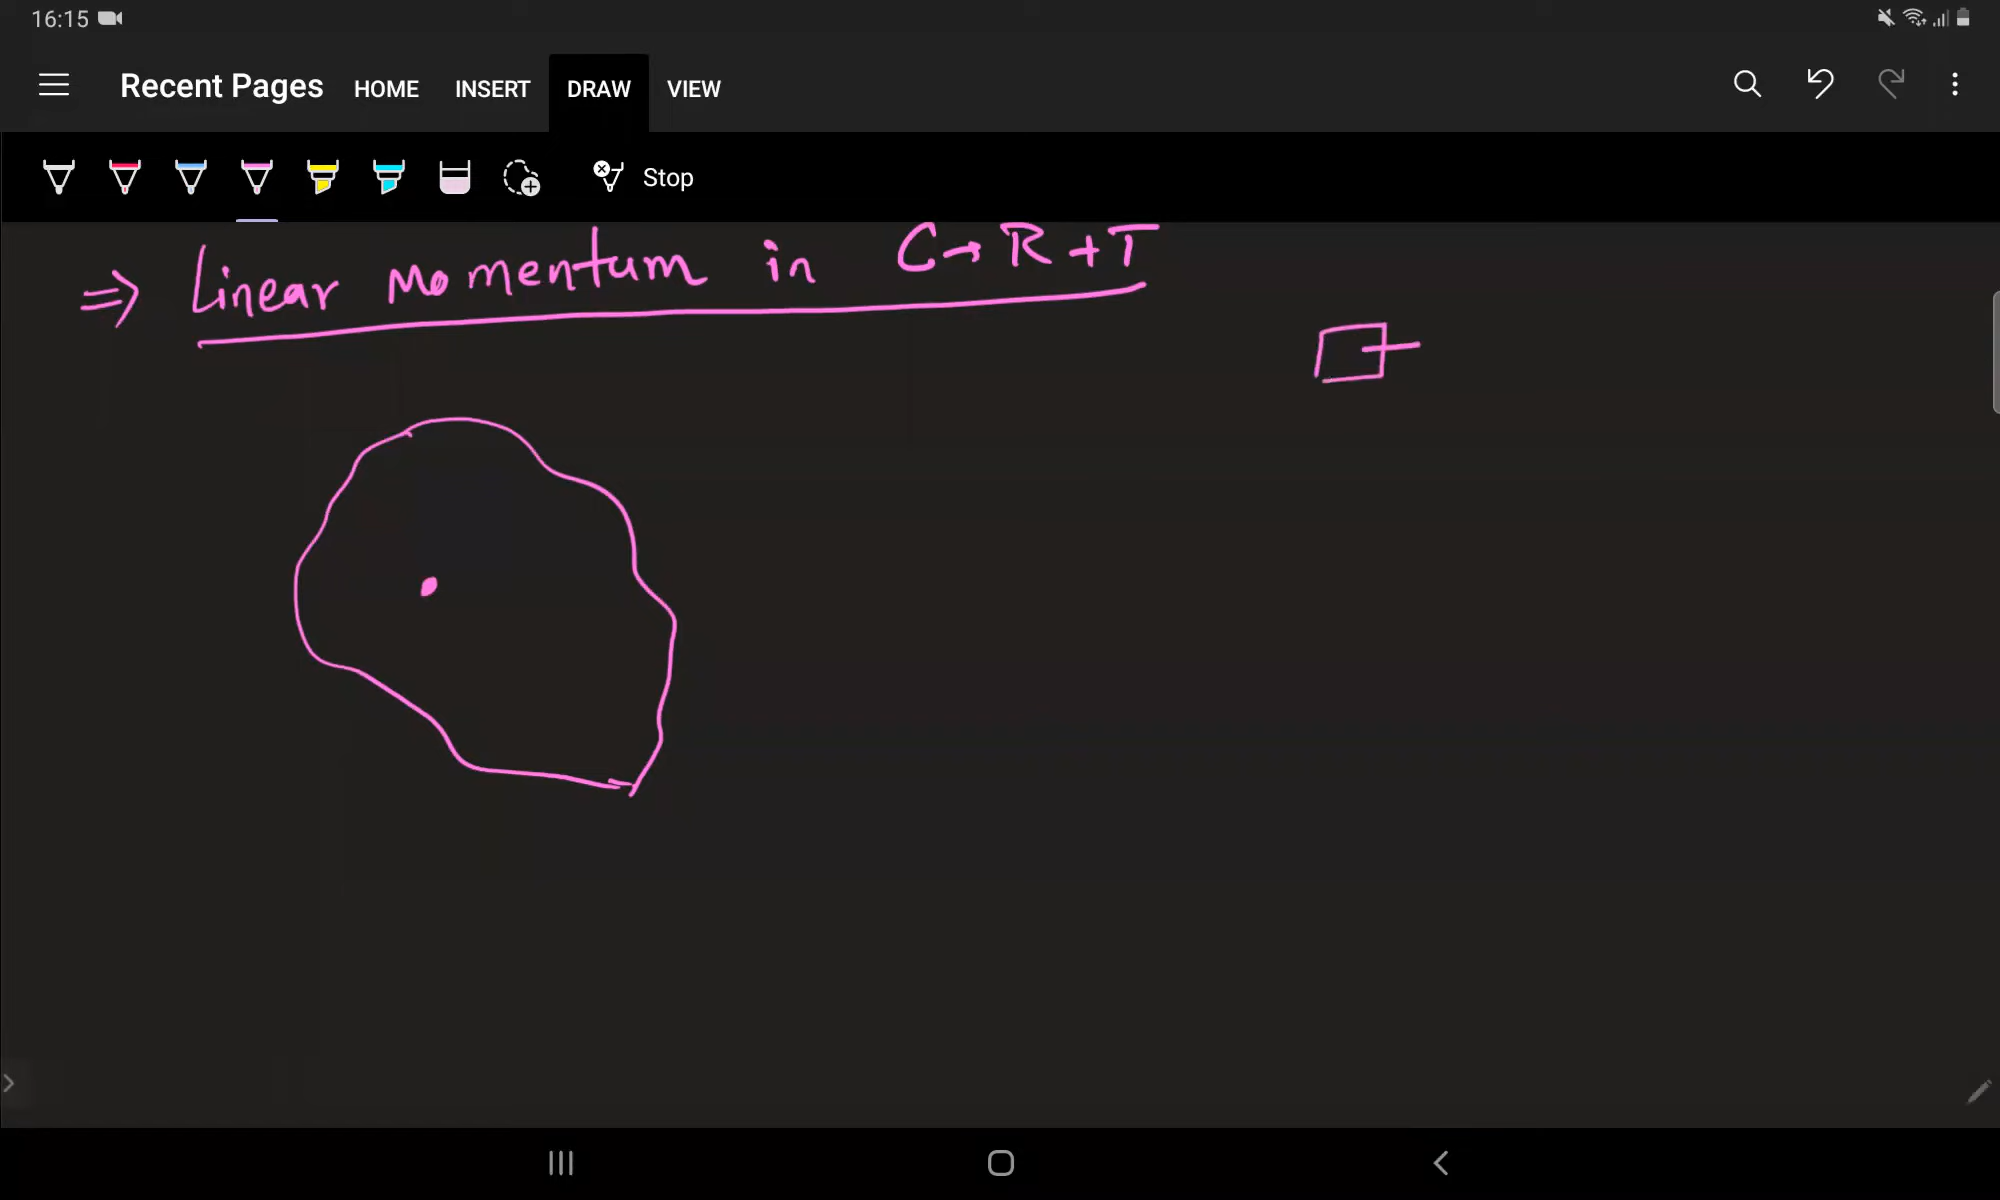 16:15
Recent Pages HOME INSERT DRAW VIEW
Stop
⇒ Linear Momentum in C→R+T